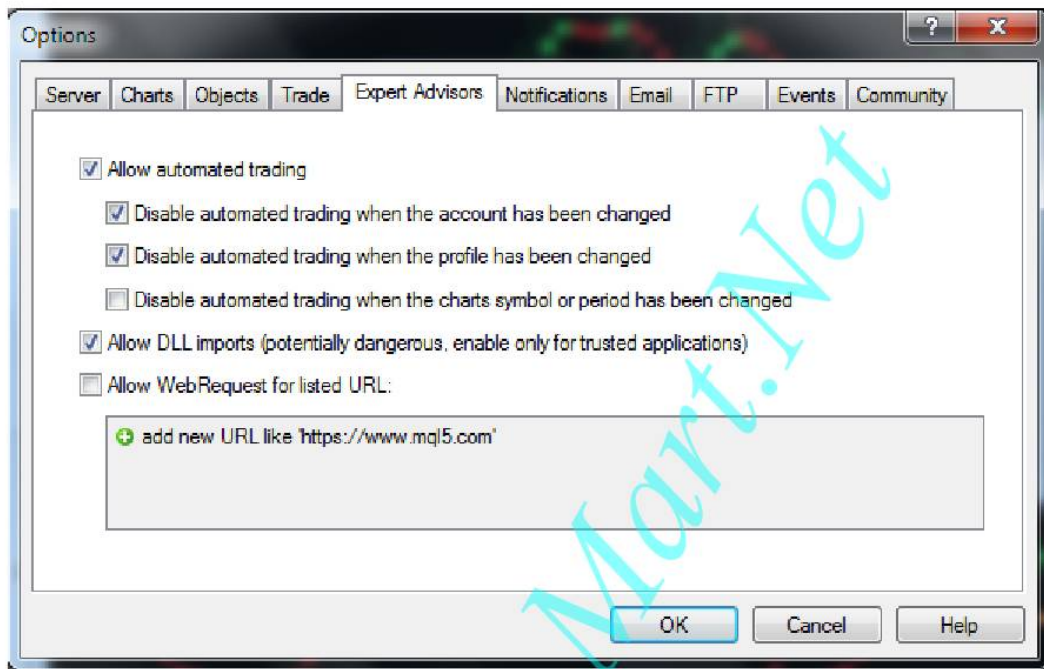 Options
?
X
Server Charts Objects Trade Expert Advisors Notifications Email FTP Events Community
Allow automated trading
Disable automated trading when the account has been changed
Disable automated trading when the profile has been changed
Disable automated trading when the charts symbol or period has been changed
Allow DLL imports (potentially dangerous, enable only for trusted applications)
Allow WebRequest for listed URL:
add new URL like 'https://www.mql5.com'
OK Cancel Help
Mart.Net